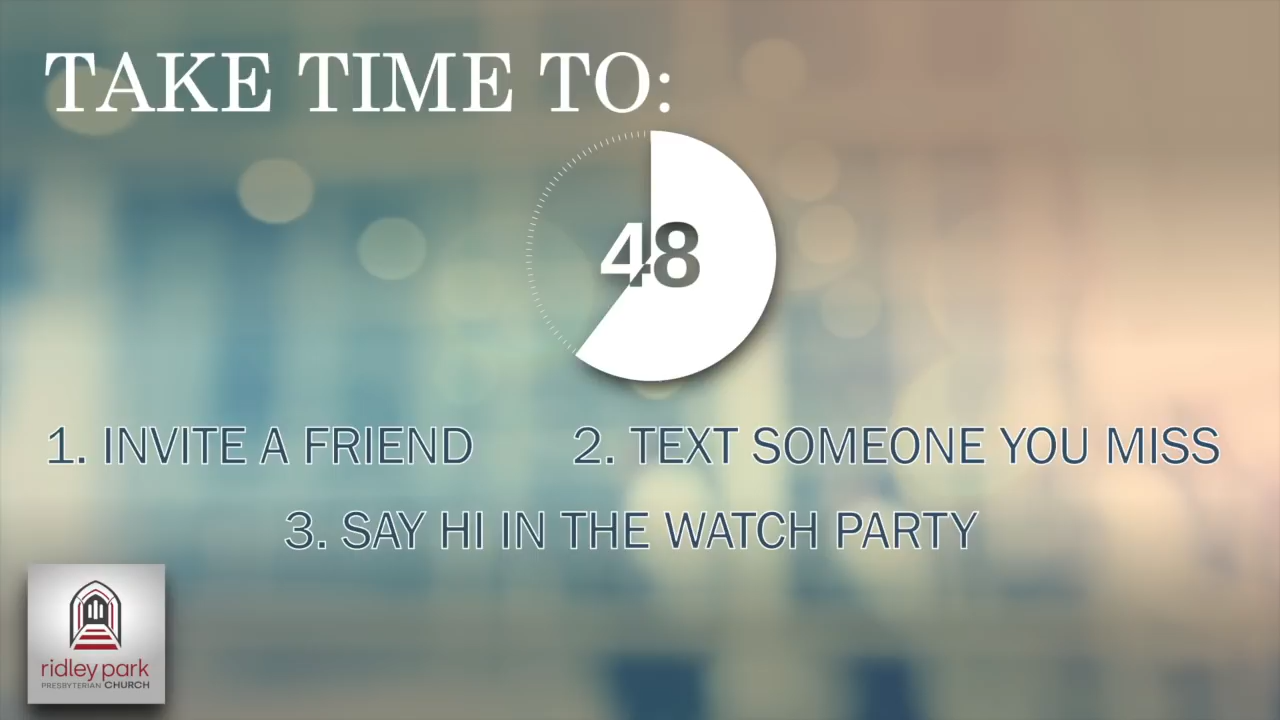 TAKE TIME TO:
48
1. INVITE A FRIEND
2. TEXT SOMEONE YOU MISS
3. SAY HI IN THE WATCH PARTY
ridley park
PRESBYTERIAN CHURCH